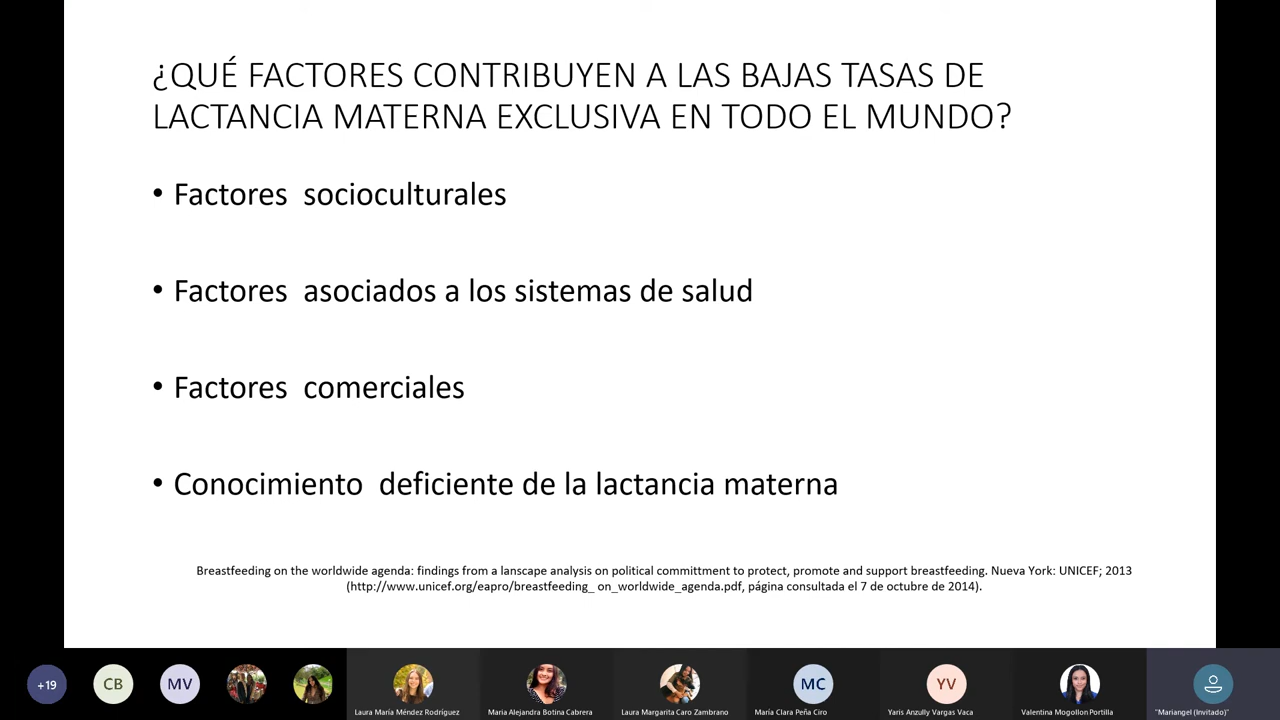 ¿QUÉ FACTORES CONTRIBUYEN A LAS BAJAS TASAS DE
LACTANCIA MATERNA EXCLUSIVA EN TODO EL MUNDO?
• Factores  socioculturales
• Factores  asociados a los sistemas de salud
• Factores  comerciales
• Conocimiento  deficiente de la lactancia materna
Breastfeeding on the worldwide agenda: findings from a lanscape analysis on political committment to protect, promote and support breastfeeding. Nueva York: UNICEF; 2013
(http://www.unicef.org/eapro/breastfeeding_ on_worldwide_agenda.pdf, página consultada el 7 de octubre de 2014).
+19
CB
MV
MC
YV
Laura María Méndez Rodríguez
Maria Alejandra Botina Cabrera
Laura Margarita Caro Zambrano
María Clara Peña Ciro
Yaris Anzully Vargas Vaca
Valentina Mogollon Portilla
"Mariangel (Invitado)"